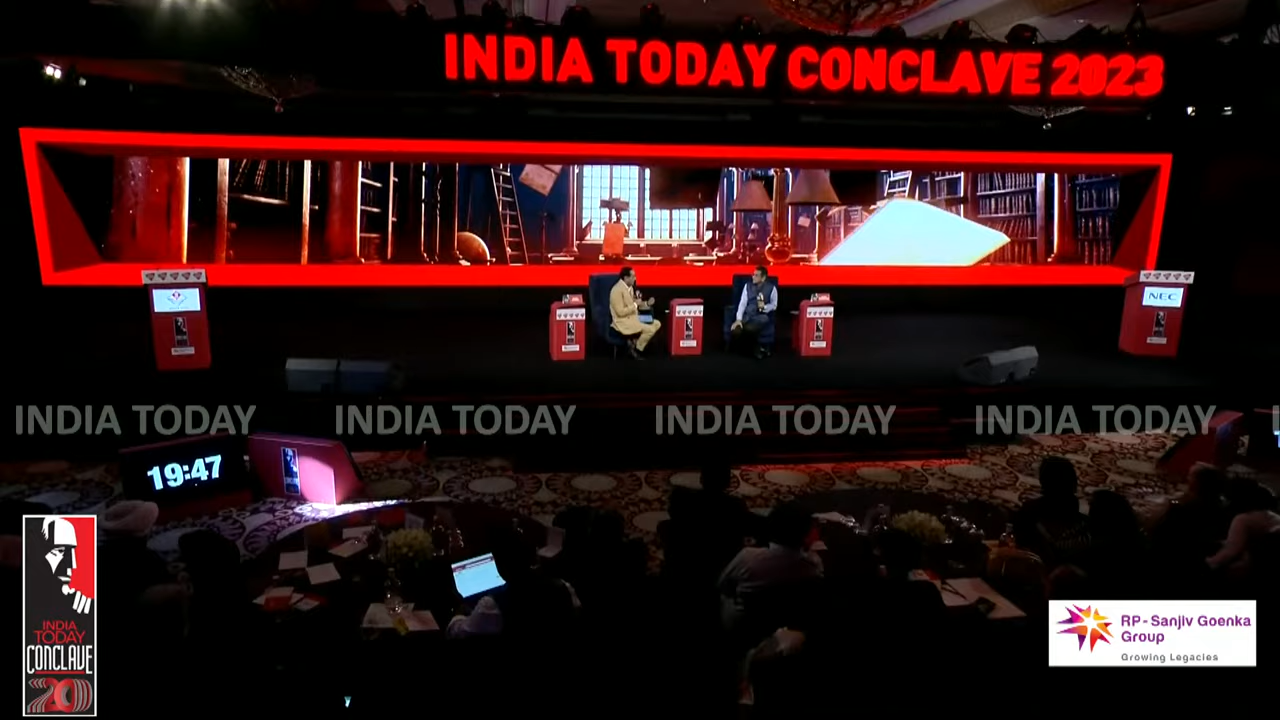 INDIA TODAY CONCLAVE 2023
NEC
INDIA TODAY INDIA TODAY INDIA TODAY INDIA TODAY
19:47
INDIA
TODAY
CONCLAVE
20
RP-Sanjiv Goenka
Group
Growing Legacies